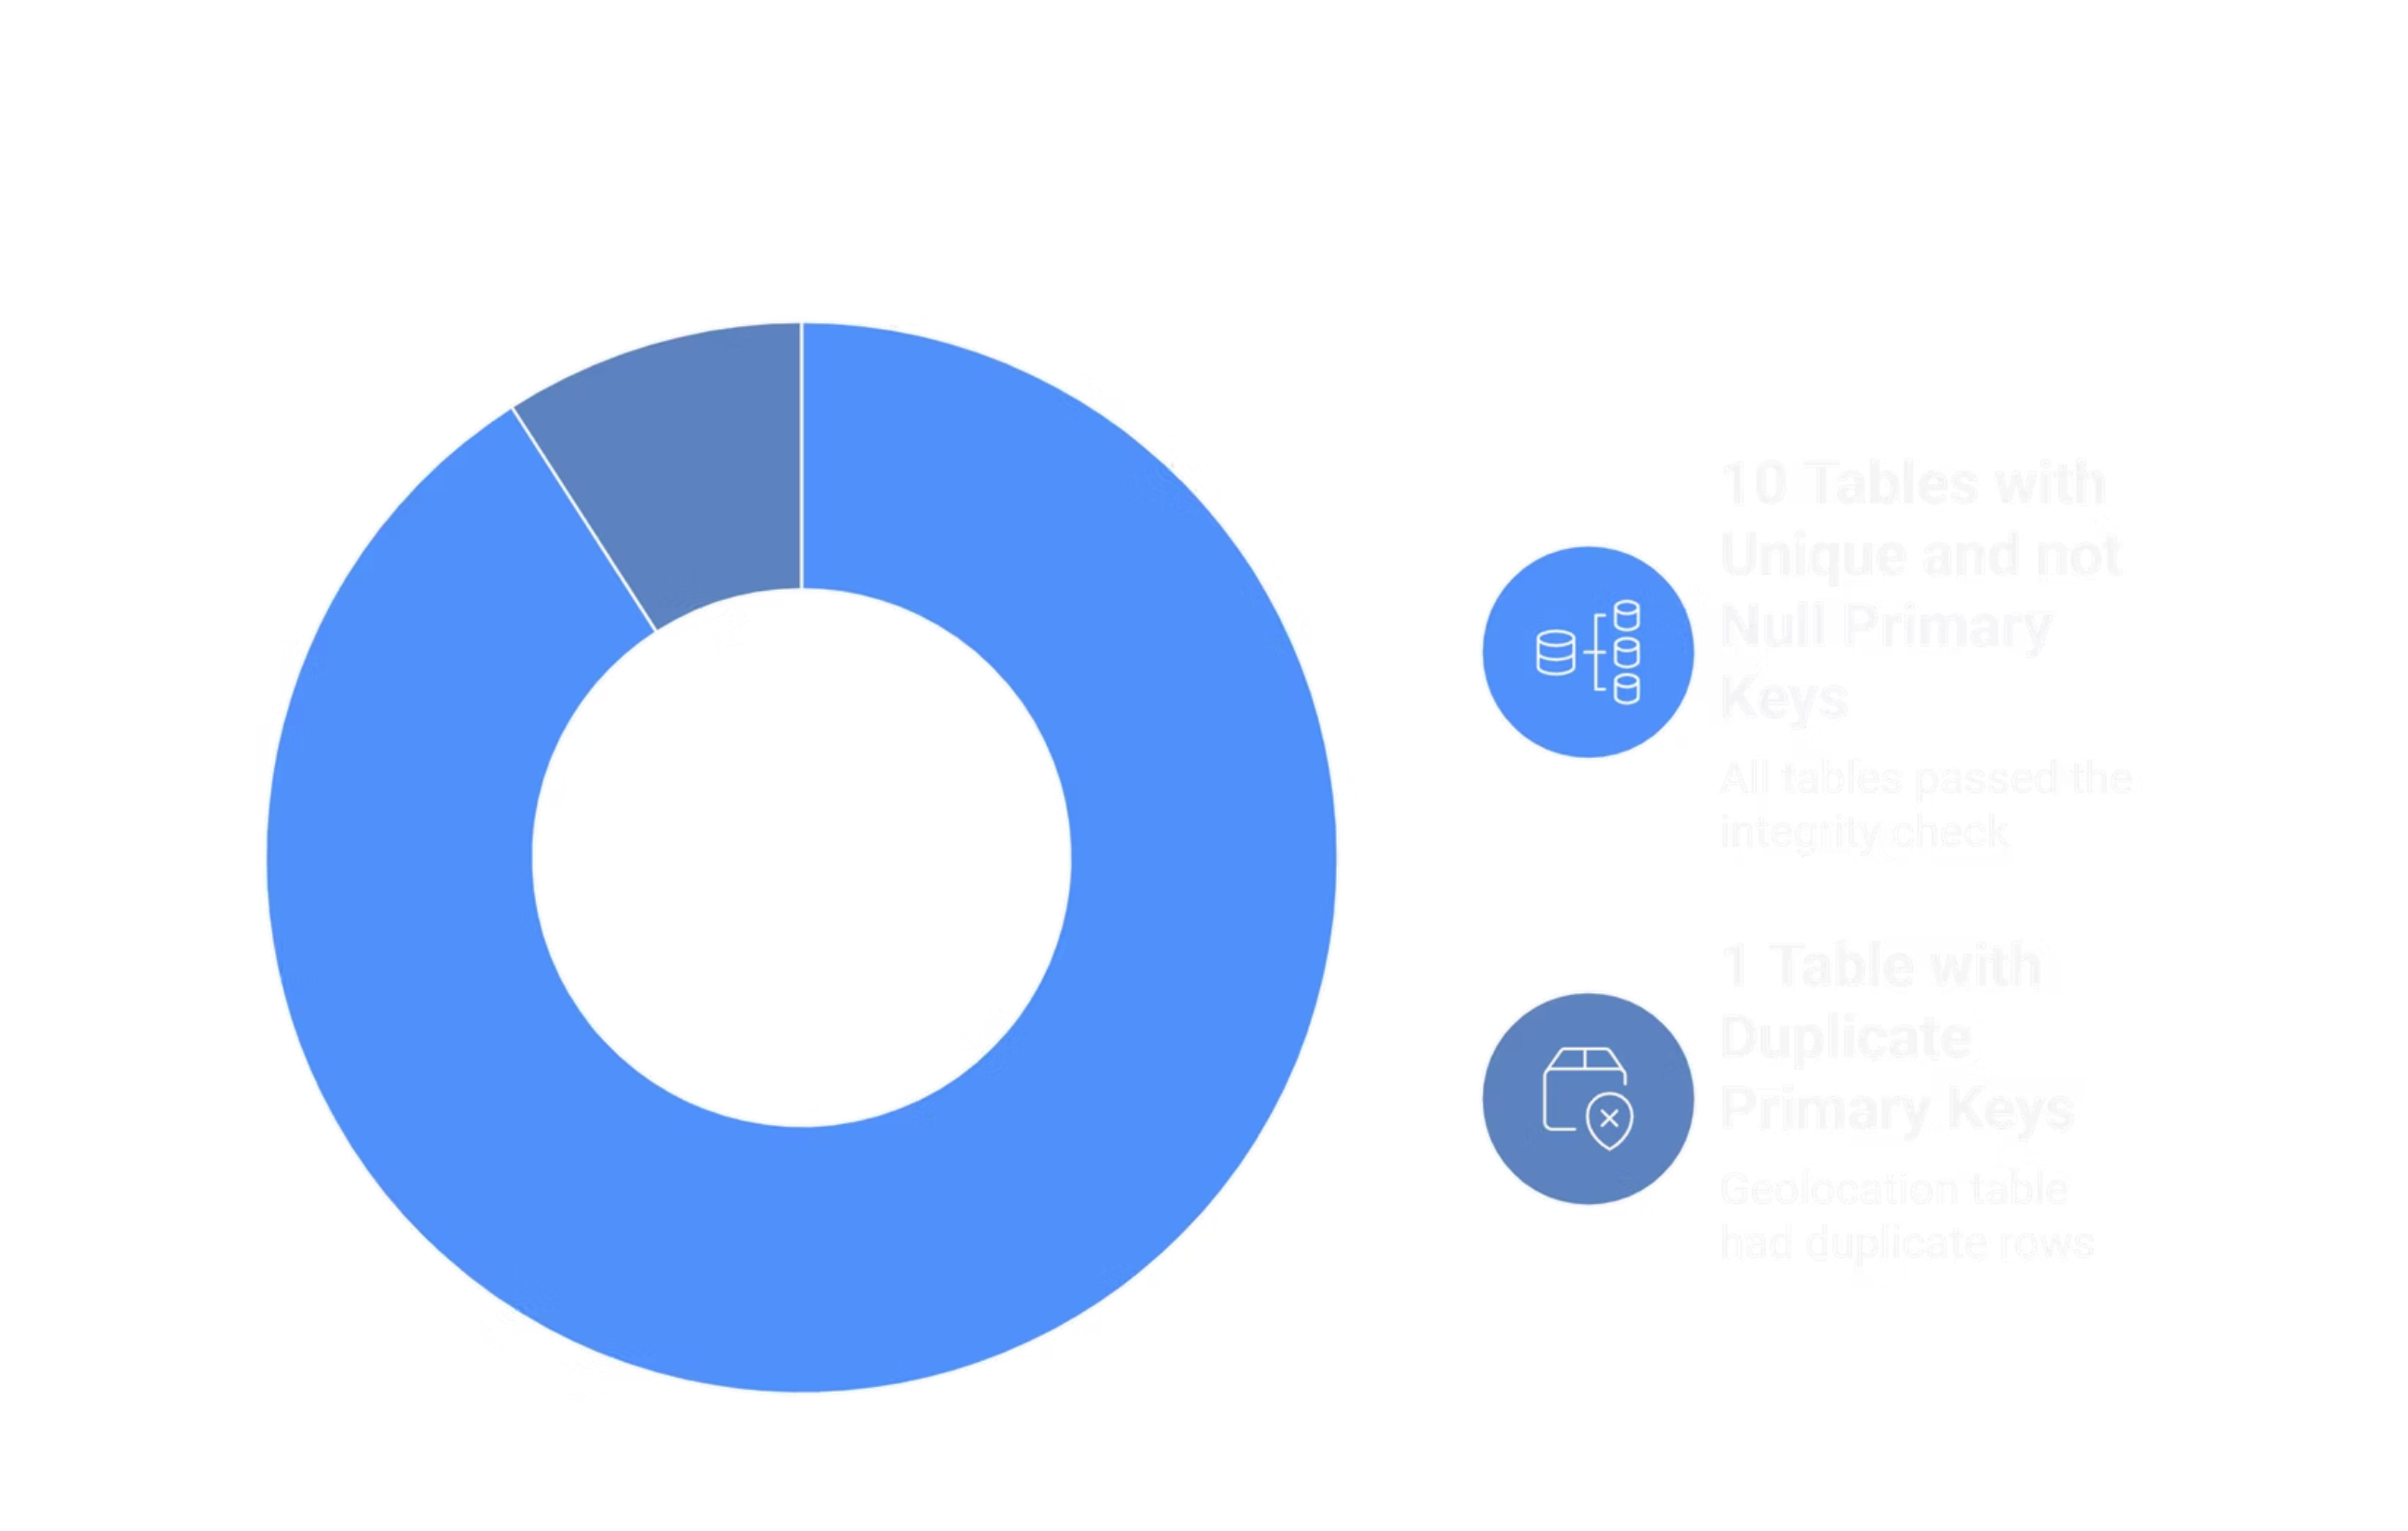 10 Tables with
Unique and not
Null Primary
Keys
All tables passed the
integrity check
1 Table with
Duplicate
Primary Keys
Geolocation table
had duplicate rows